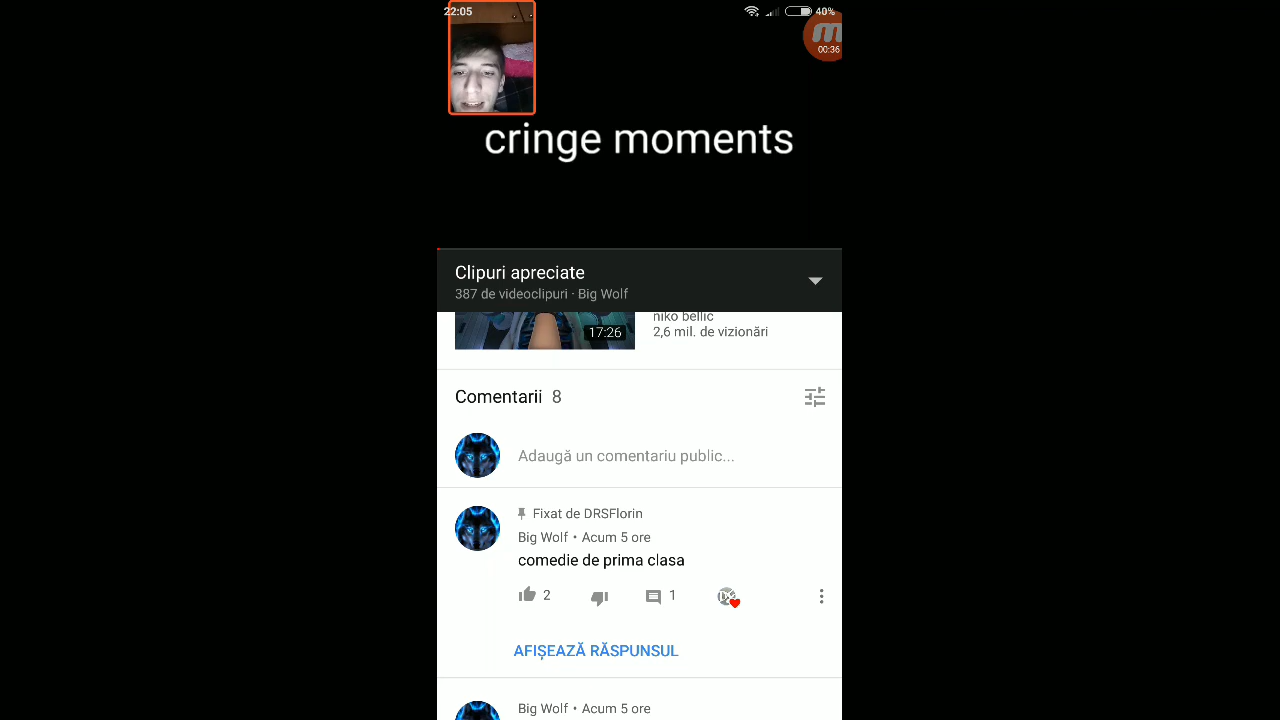 22:05
40%
00:36
cringe moments
Clipuri apreciate
387 de videoclipuri · Big Wolf
17:26
niko bellic
2,6 mil. de vizionări
Comentarii 8
Adaugă un comentariu public...
Fixat de DRSFlorin
Big Wolf • Acum 5 ore
comedie de prima clasa
2
1
AFIȘEAZĂ RĂSPUNSUL
Big Wolf • Acum 5 ore